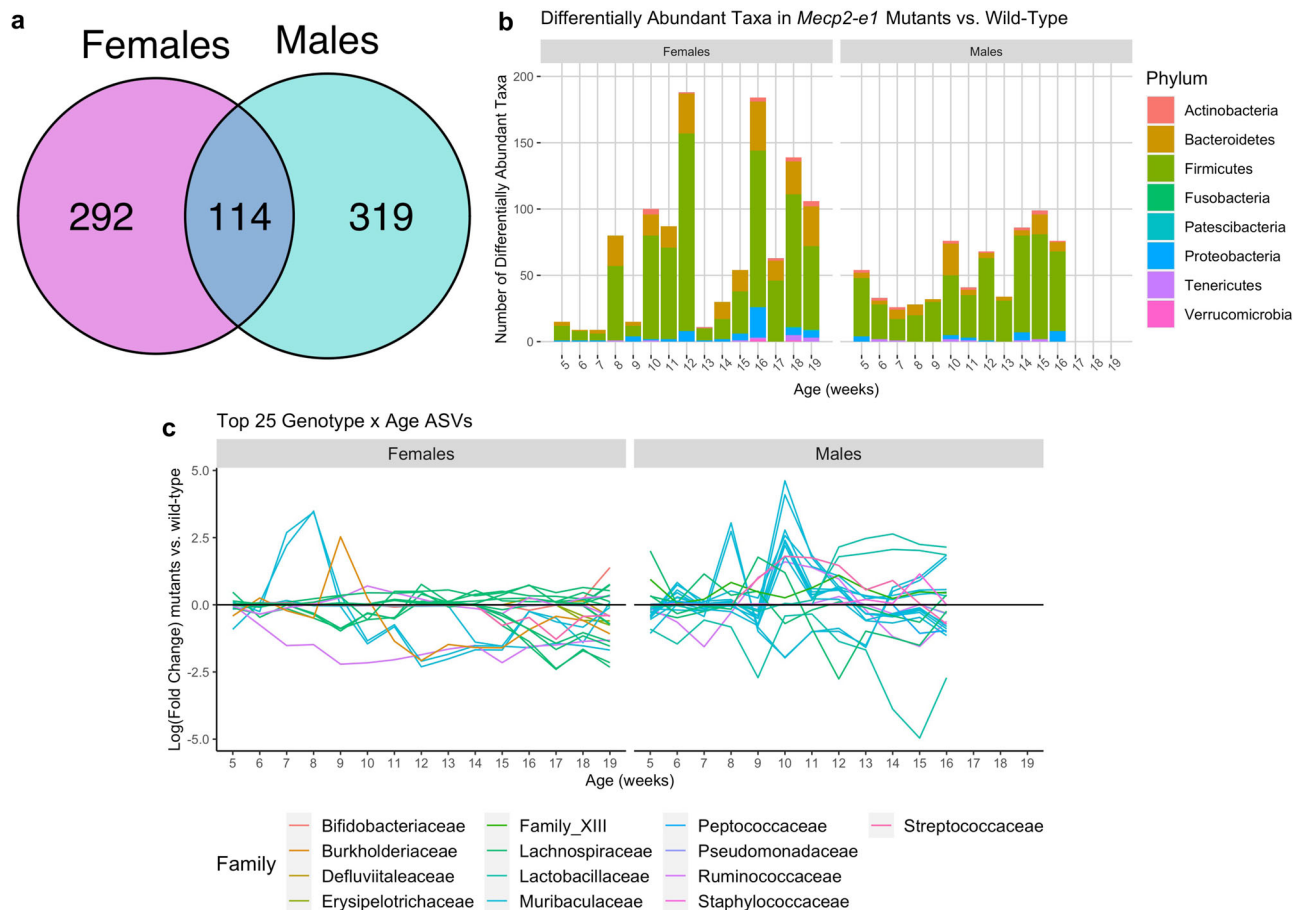 a
Females Males
292 114 319
b
Differentially Abundant Taxa in Mecp2-e1 Mutants vs. Wild-Type
Females Males
Number of Differentially Abundant Taxa
200
150
100
50
0
5 6 7 8 9 10 11 12 13 14 15 16 17 18 19
5 6 7 8 9 10 11 12 13 14 15 16 17 18 19
Age (weeks)
Phylum
Actinobacteria
Bacteroidetes
Firmicutes
Fusobacteria
Patescibacteria
Proteobacteria
Tenericutes
Verrucomicrobia
c
Top 25 Genotype x Age ASVs
Females Males
Log(Fold Change) mutants vs. wild-type
5.0
2.5
0.0
-2.5
-5.0
5 6 7 8 9 10 11 12 13 14 15 16 17 18 19
5 6 7 8 9 10 11 12 13 14 15 16 17 18 19
Age (weeks)
Family
Bifidobacteriaceae
Burkholderiaceae
Defluviitaleaceae
Erysipelotrichaceae
Family_XIII
Lachnospiraceae
Lactobacillaceae
Muribaculaceae
Peptococcaceae
Pseudomonadaceae
Ruminococcaceae
Staphylococcaceae
Streptococcaceae